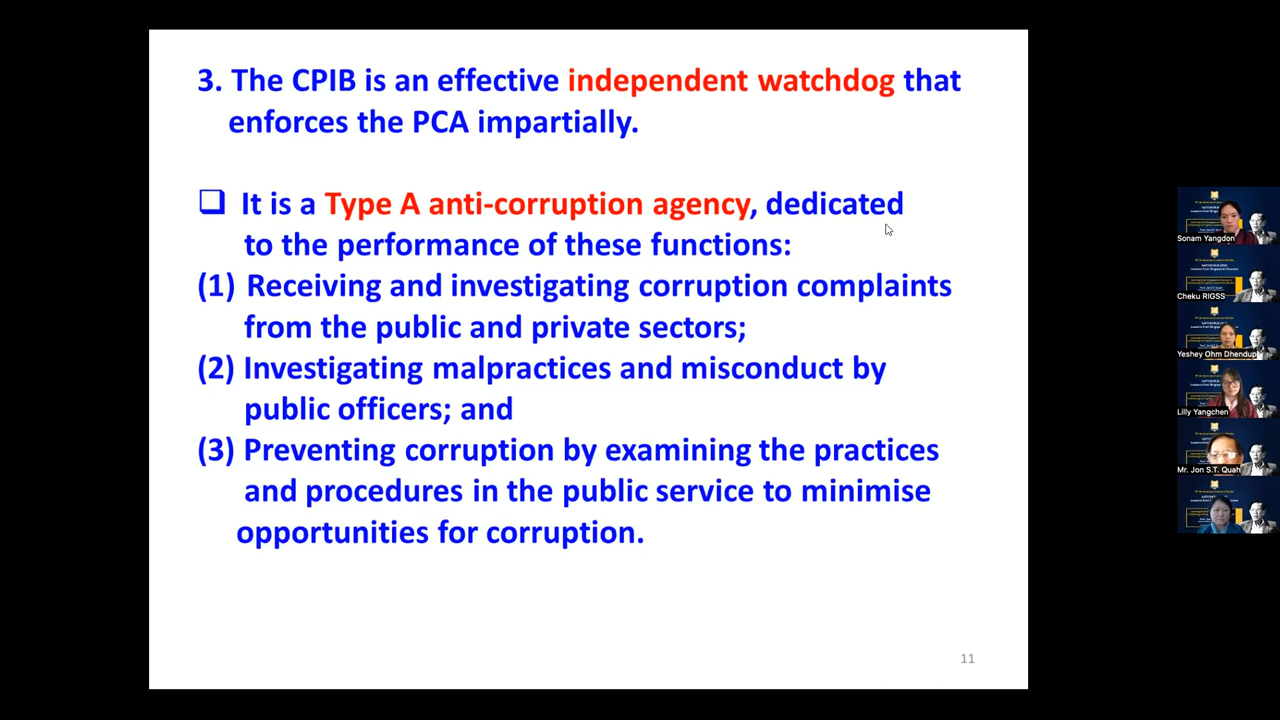 3. The CPIB is an effective independent watchdog that
enforces the PCA impartially.
❑ It is a Type A anti-corruption agency, dedicated
to the performance of these functions:
(1) Receiving and investigating corruption complaints
from the public and private sectors;
(2) Investigating malpractices and misconduct by
public officers; and
(3) Preventing corruption by examining the practices
and procedures in the public service to minimise
opportunities for corruption.
11
Sonam Yangdon
Cheku RIGSS
Yeshey Ohm Dhendup
Lilly Yangchen
Mr. Jon S.T. Quah